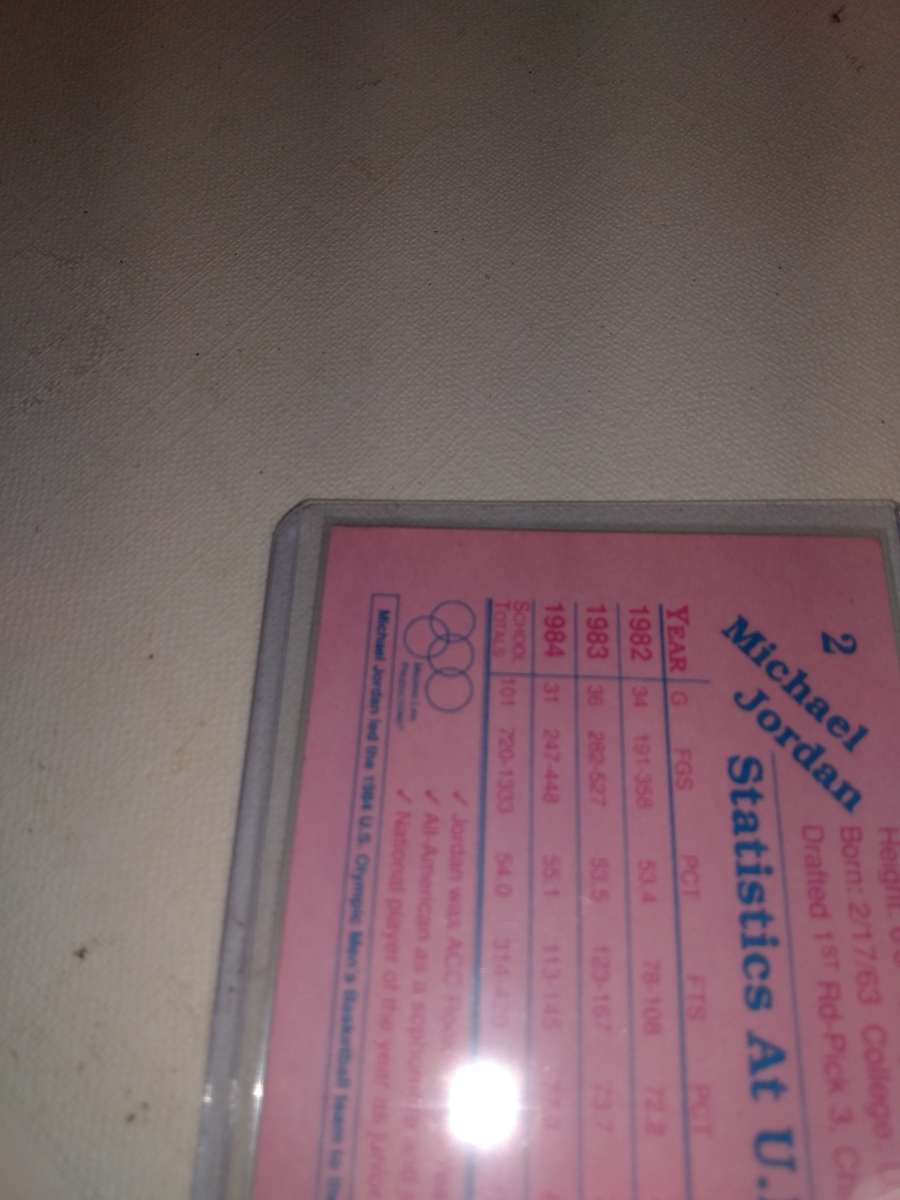 2
Michael
Jordan
Born: 2/17/63 College
Drafted 1ST Rd-Pick 3,
Statistics At U.
YEAR G FGS PCT FTS PCT
1982 34 191-358 53.4 78-108 72.2
1983 36 282-527 53.5 123-167 73.7
1984 31 247-448 55.1 113-145
SCHOOL
TOTALS 101 720-1333 54.0
✓ Jordan was ACC
✓ All-American as a
✓ National player of the year as
Michael Jordan led the 1984 U.S. Olympic Men's Basketball team to the